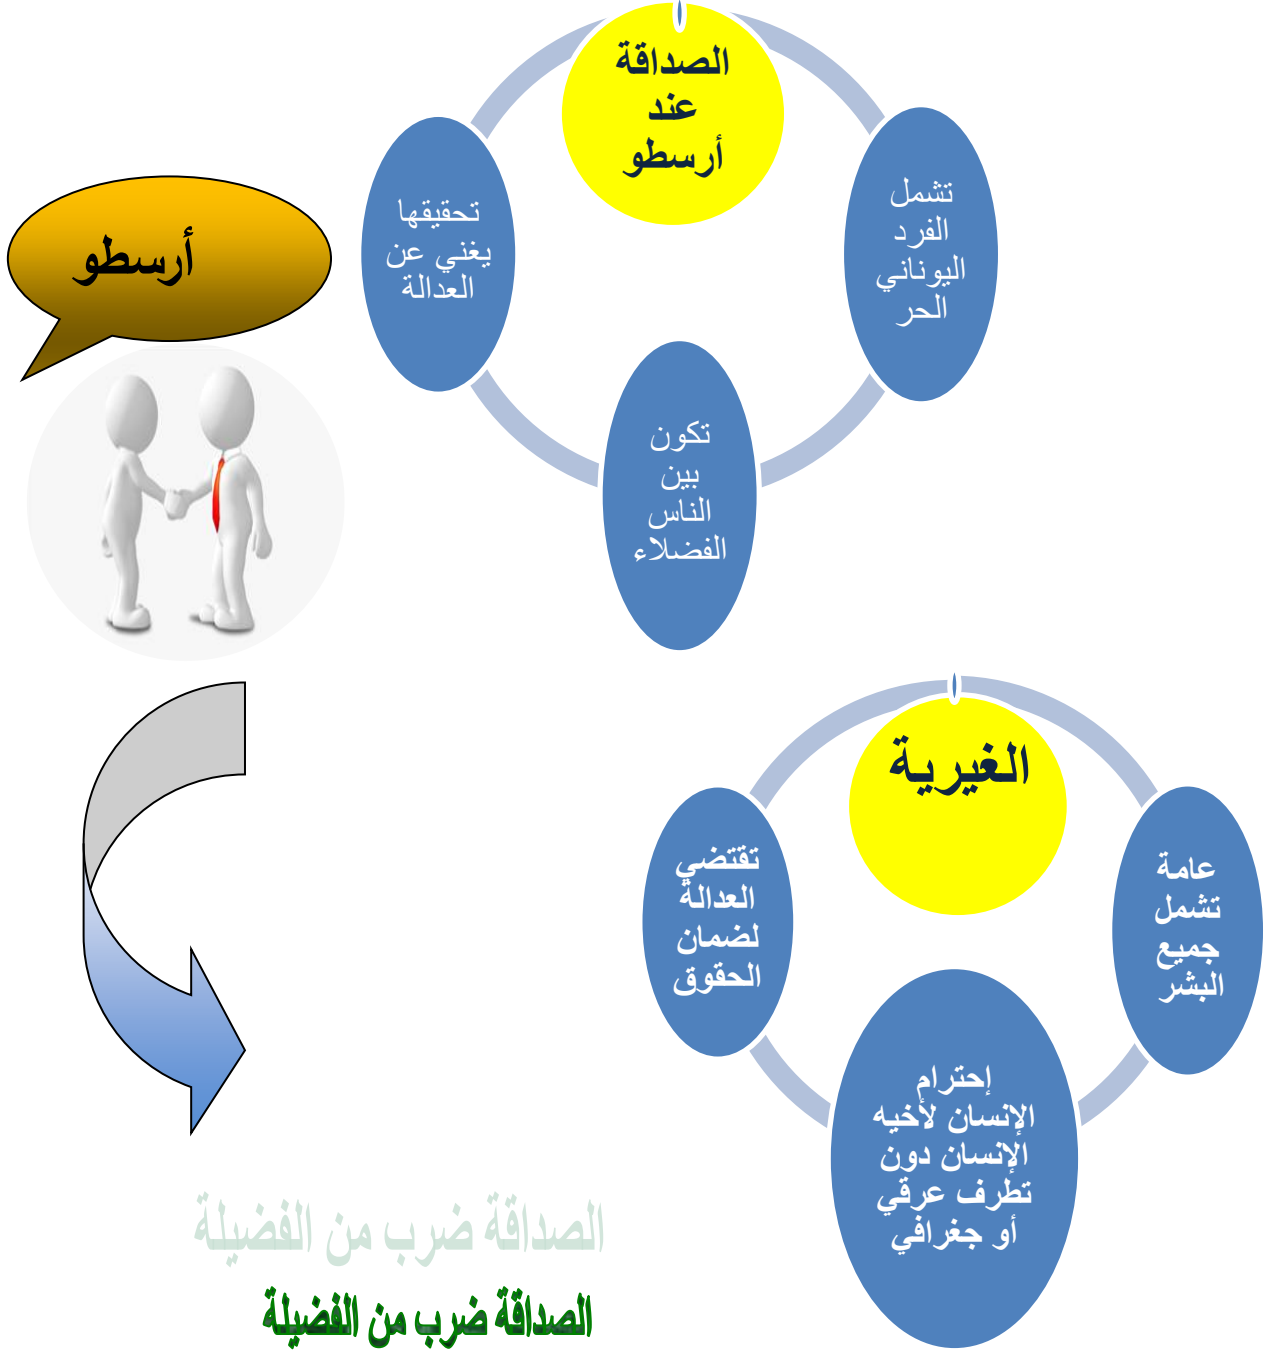 الصداقة
عند
أرسطو
تشمل
الفرد
اليوناني
الحر
تكون
بين
الناس
الفضلاء
تحقيقها
يغني عن
العدالة
أرسطو
الغيرية
عامة
تشمل
جميع
البشر
إحترام
الإنسان لأخيه
الإنسان دون
تطرف عرقي
أو جغرافي
تقتضي
العدالة
لضمان
الحقوق
الصداقة ضرب من الفضيلة
الصداقة ضرب من الفضيلة